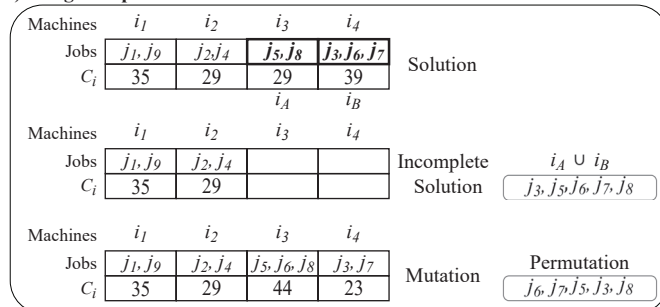 Machines i1 i2 i3 i4
Jobs j1, j9 j2, j4 j5, j8 j3, j6, j7 Solution
Ci 35 29 29 39
iA iB
Machines i1 i2 i3 i4
Jobs j1, j9 j2, j4 Incomplete iA ∪ iB
Ci 35 29 Solution j3, j5, j6, j7, j8
Machines i1 i2 i3 i4
Jobs j1, j9 j2, j4 j5, j6, j8 j3, j7 Mutation Permutation
Ci 35 29 44 23 j6, j7, j5, j3, j8